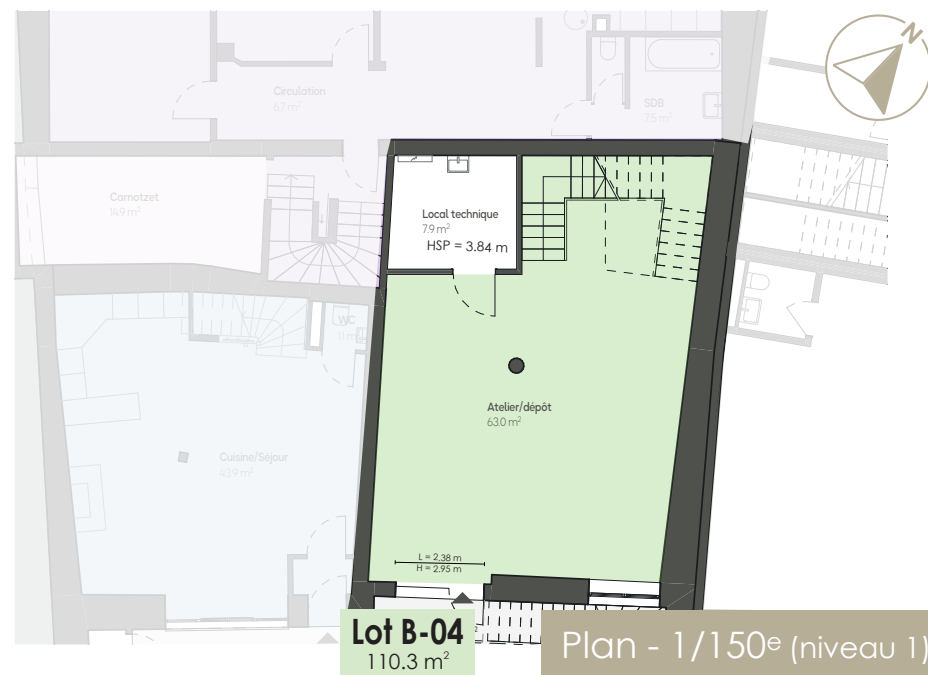 N
Circulation
6.7 m²
SDB
7.5 m²
Carnotzet
14.9 m²
Local technique
7.9 m²
HSP = 3.84 m
WC
Atelier/dépôt
63.0 m²
Cuisine/Séjour
43.9 m²
L = 2.38 m
H = 2.95 m
Lot B-04
110.3 m²
Plan - 1/150e (niveau 1)